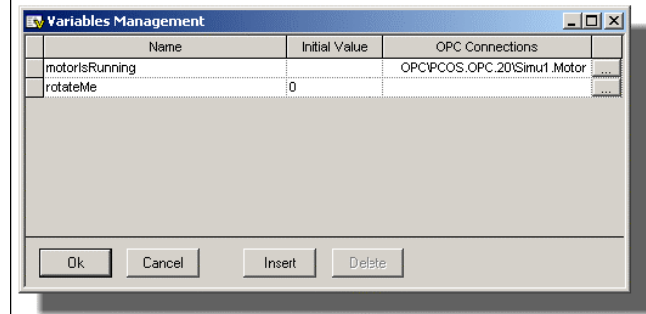 Variables Management
Name Initial Value OPC Connections
motorIsRunning OPC\PCOS.OPC.20\Simu1.Motor ...
rotateMe 0 ...
Ok Cancel Insert Delete